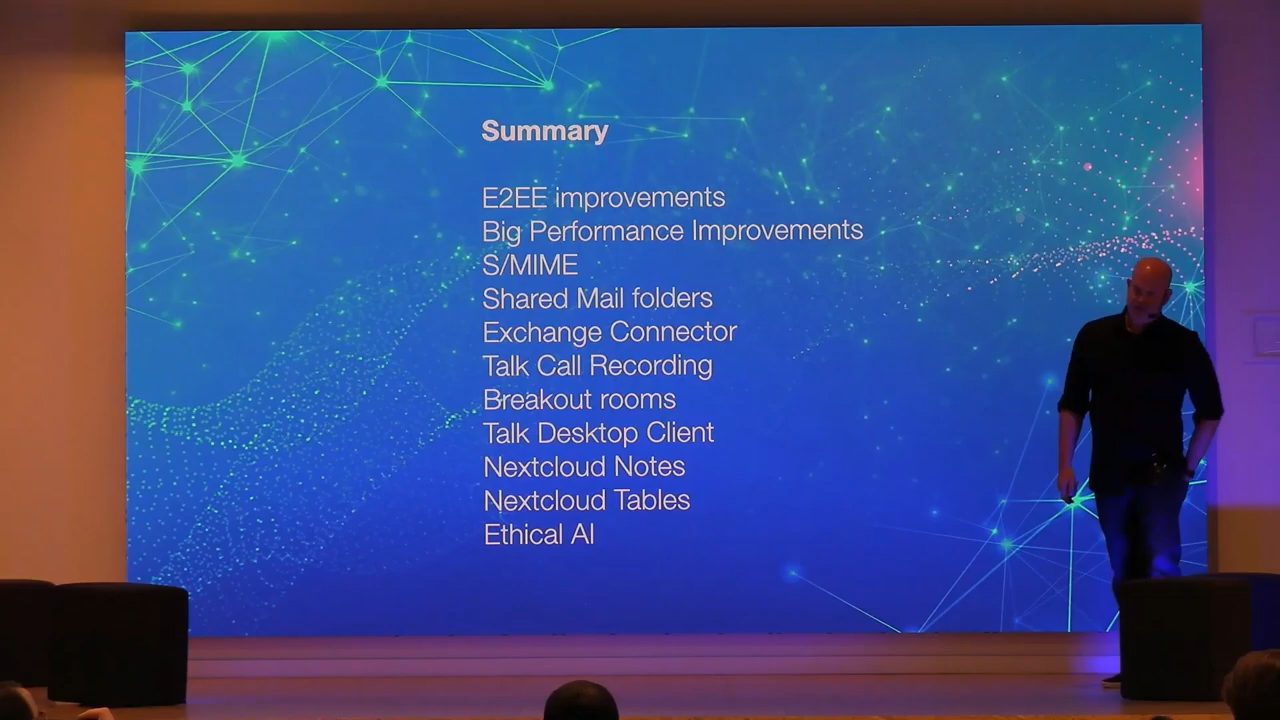 Summary
E2EE improvements
Big Performance Improvements
S/MIME
Shared Mail folders
Exchange Connector
Talk Call Recording
Breakout rooms
Talk Desktop Client
Nextcloud Notes
Nextcloud Tables
Ethical AI